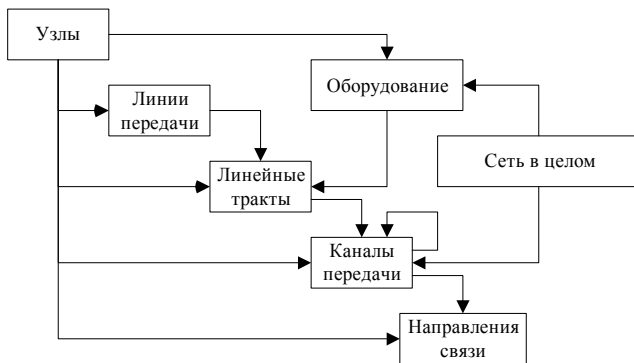 Узлы
Оборудование
Линии
передачи
Сеть в целом
Линейные
тракты
Каналы
передачи
Направления
связи